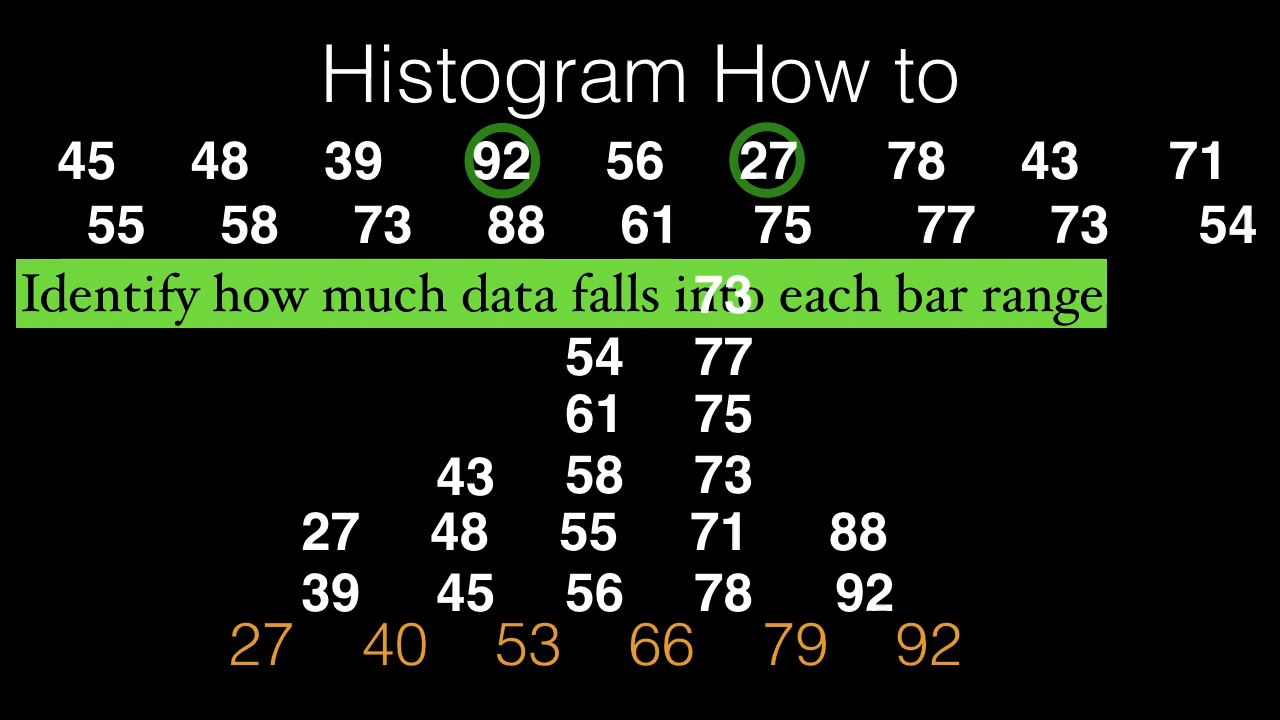 Histogram How to
45 48 39 92 56 27 78 43 71
55 58 73 88 61 75 77 73 54
Identify how much data falls into each bar range
73
54 77
61 75
43 58 73
27 48 55 71 88
39 45 56 78 92
27 40 53 66 79 92